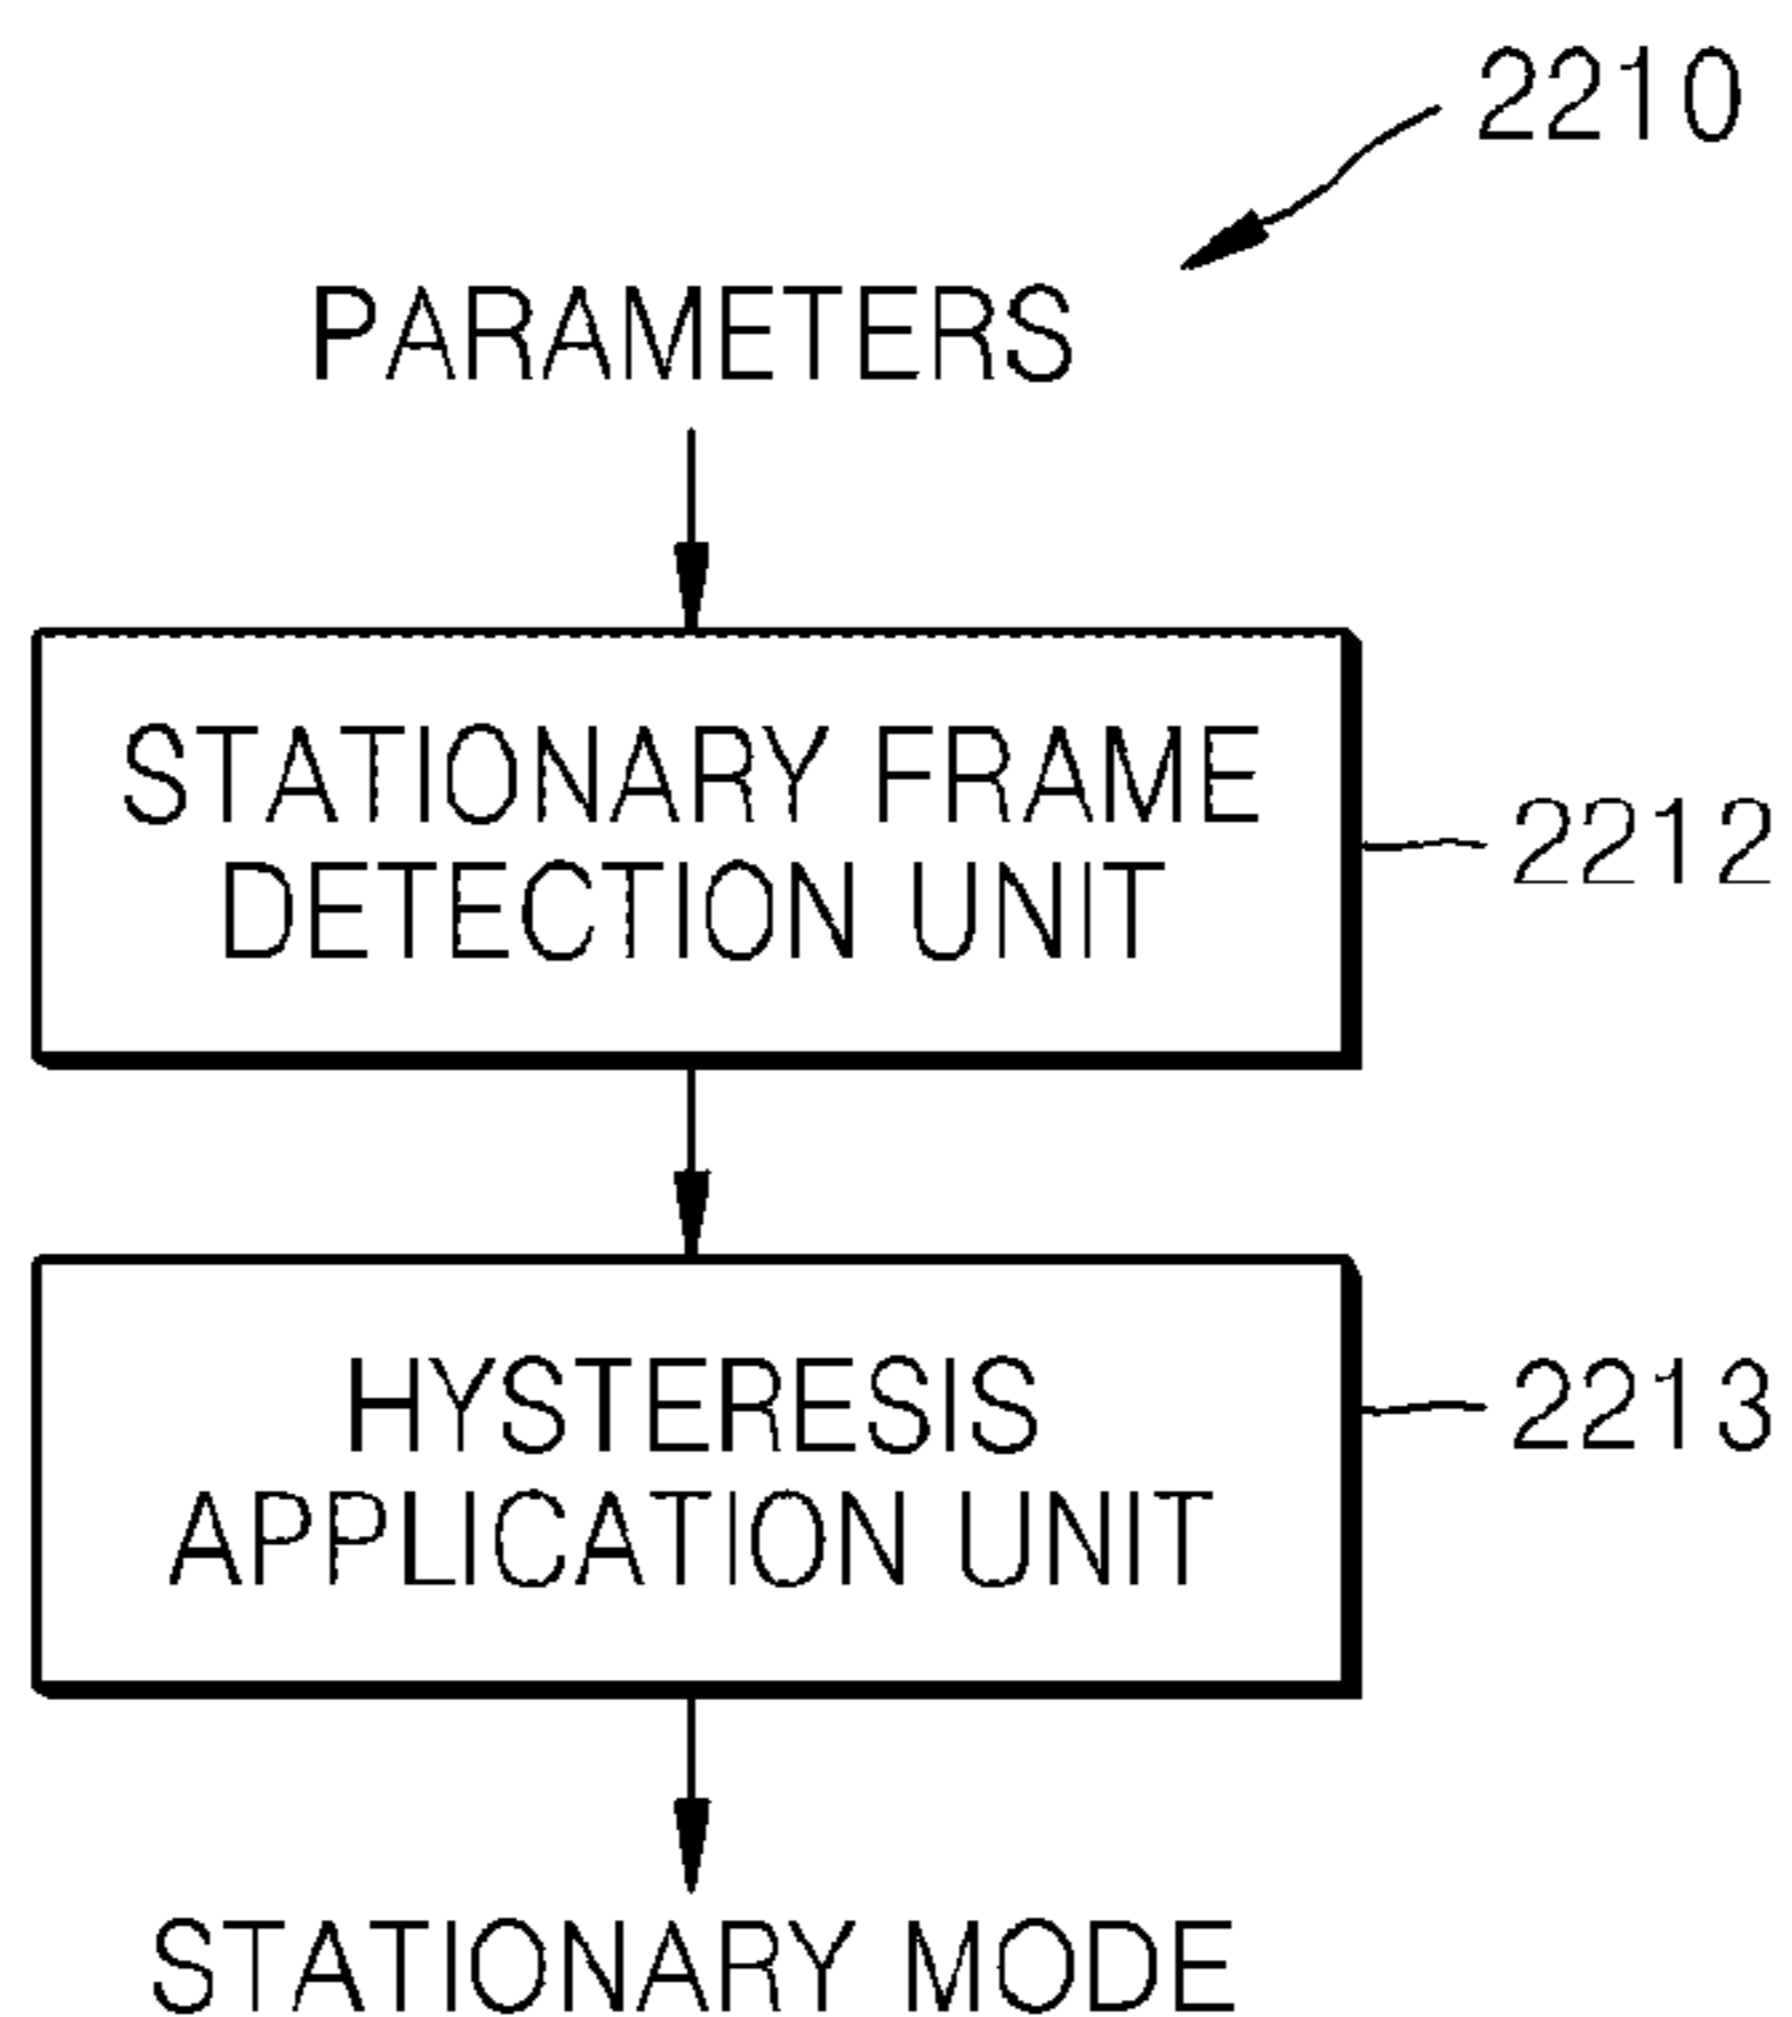 2210
PARAMETERS
STATIONARY FRAME
DETECTION UNIT
2212
HYSTERESIS
APPLICATION UNIT
2213
STATIONARY MODE